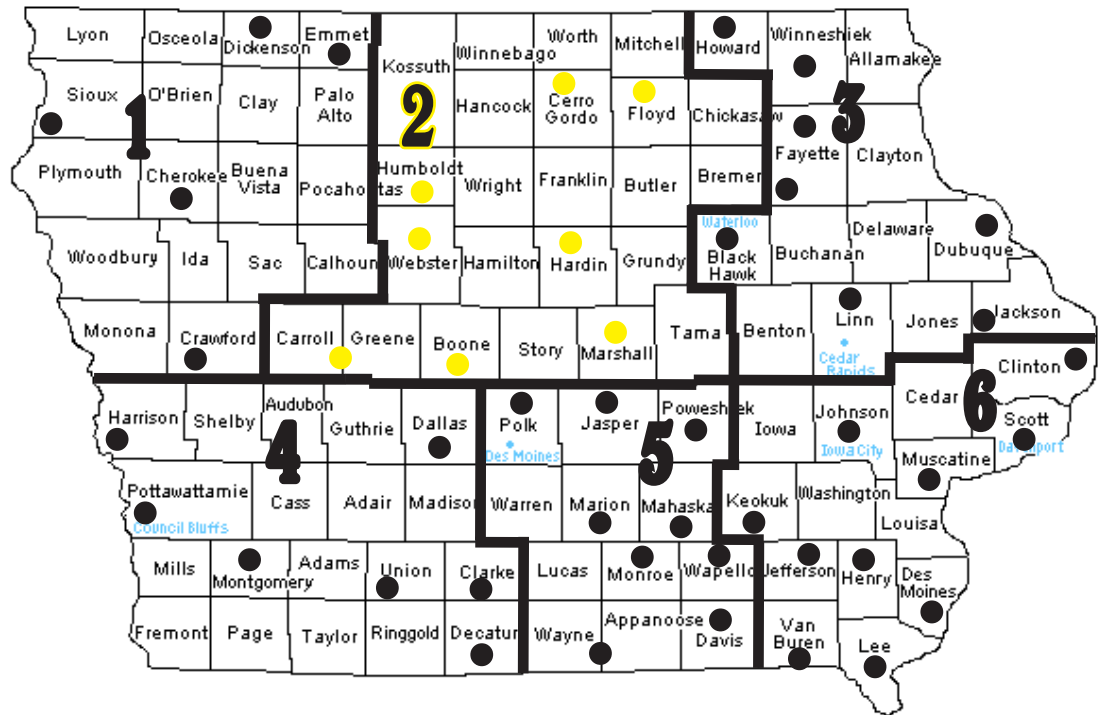 Lyon
Osceola
Dickenson
Emmet
Kossuth
Winnebago
Worth
Mitchell
Howard
Winneshiek
Allamakee
Sioux
O'Brien
Clay
Palo
Alto
Hancock
Cerro
Gordo
Floyd
Chickasaw
1
2
3
Plymouth
Cherokee
Buena
Vista
Pocahontas
Humboldt
Wright
Franklin
Butler
Bremer
Fayette
Clayton
Woodbury
Ida
Sac
Calhoun
Webster
Hamilton
Hardin
Grundy
Waterloo
Black
Hawk
Buchanan
Delaware
Dubuque
Monona
Crawford
Carroll
Greene
Boone
Story
Marshall
Tama
Benton
Linn
Cedar
Rapids
Jones
Jackson
Clinton
Harrison
Shelby
Audubon
Guthrie
Dallas
Polk
Des Moines
Jasper
Poweshiek
Iowa
Johnson
Iowa City
Cedar
Scott
Davenport
4
5
6
Pottawattamie
Council Bluffs
Cass
Adair
Madison
Warren
Marion
Mahaska
Keokuk
Washington
Muscatine
Louisa
Mills
Montgomery
Adams
Union
Clarke
Lucas
Monroe
Wapello
Jefferson
Henry
Des
Moines
Fremont
Page
Taylor
Ringgold
Decatur
Wayne
Appanoose
Davis
Van
Buren
Lee